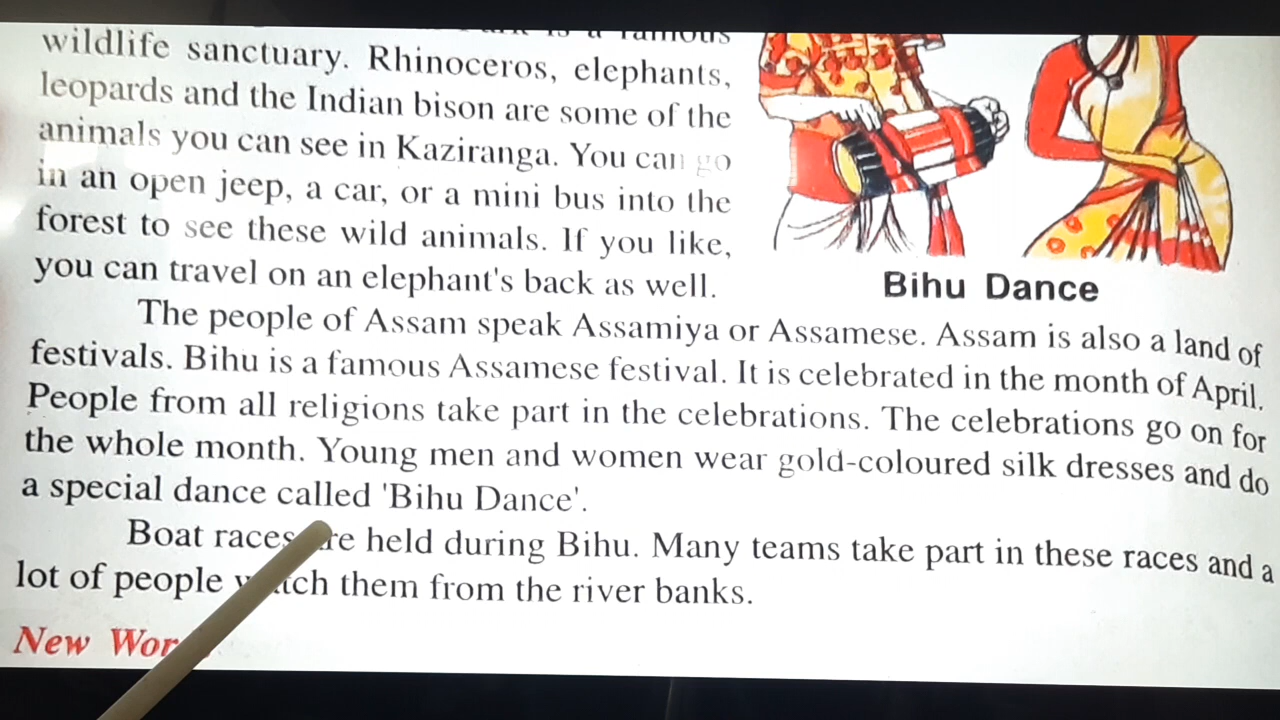 is a famous
wildlife sanctuary. Rhinoceros, elephants,
leopards and the Indian bison are some of the
animals you can see in Kaziranga. You can go
in an open jeep, a car, or a mini bus into the
forest to see these wild animals. If you like,
you can travel on an elephant's back as well.
Bihu Dance
The people of Assam speak Assamiya or Assamese. Assam is also a land of
festivals. Bihu is a famous Assamese festival. It is celebrated in the month of April.
People from all religions take part in the celebrations. The celebrations go on for
the whole month. Young men and women wear gold-coloured silk dresses and do
a special dance called 'Bihu Dance'.
Boat races are held during Bihu. Many teams take part in these races and a
lot of people watch them from the river banks.
New